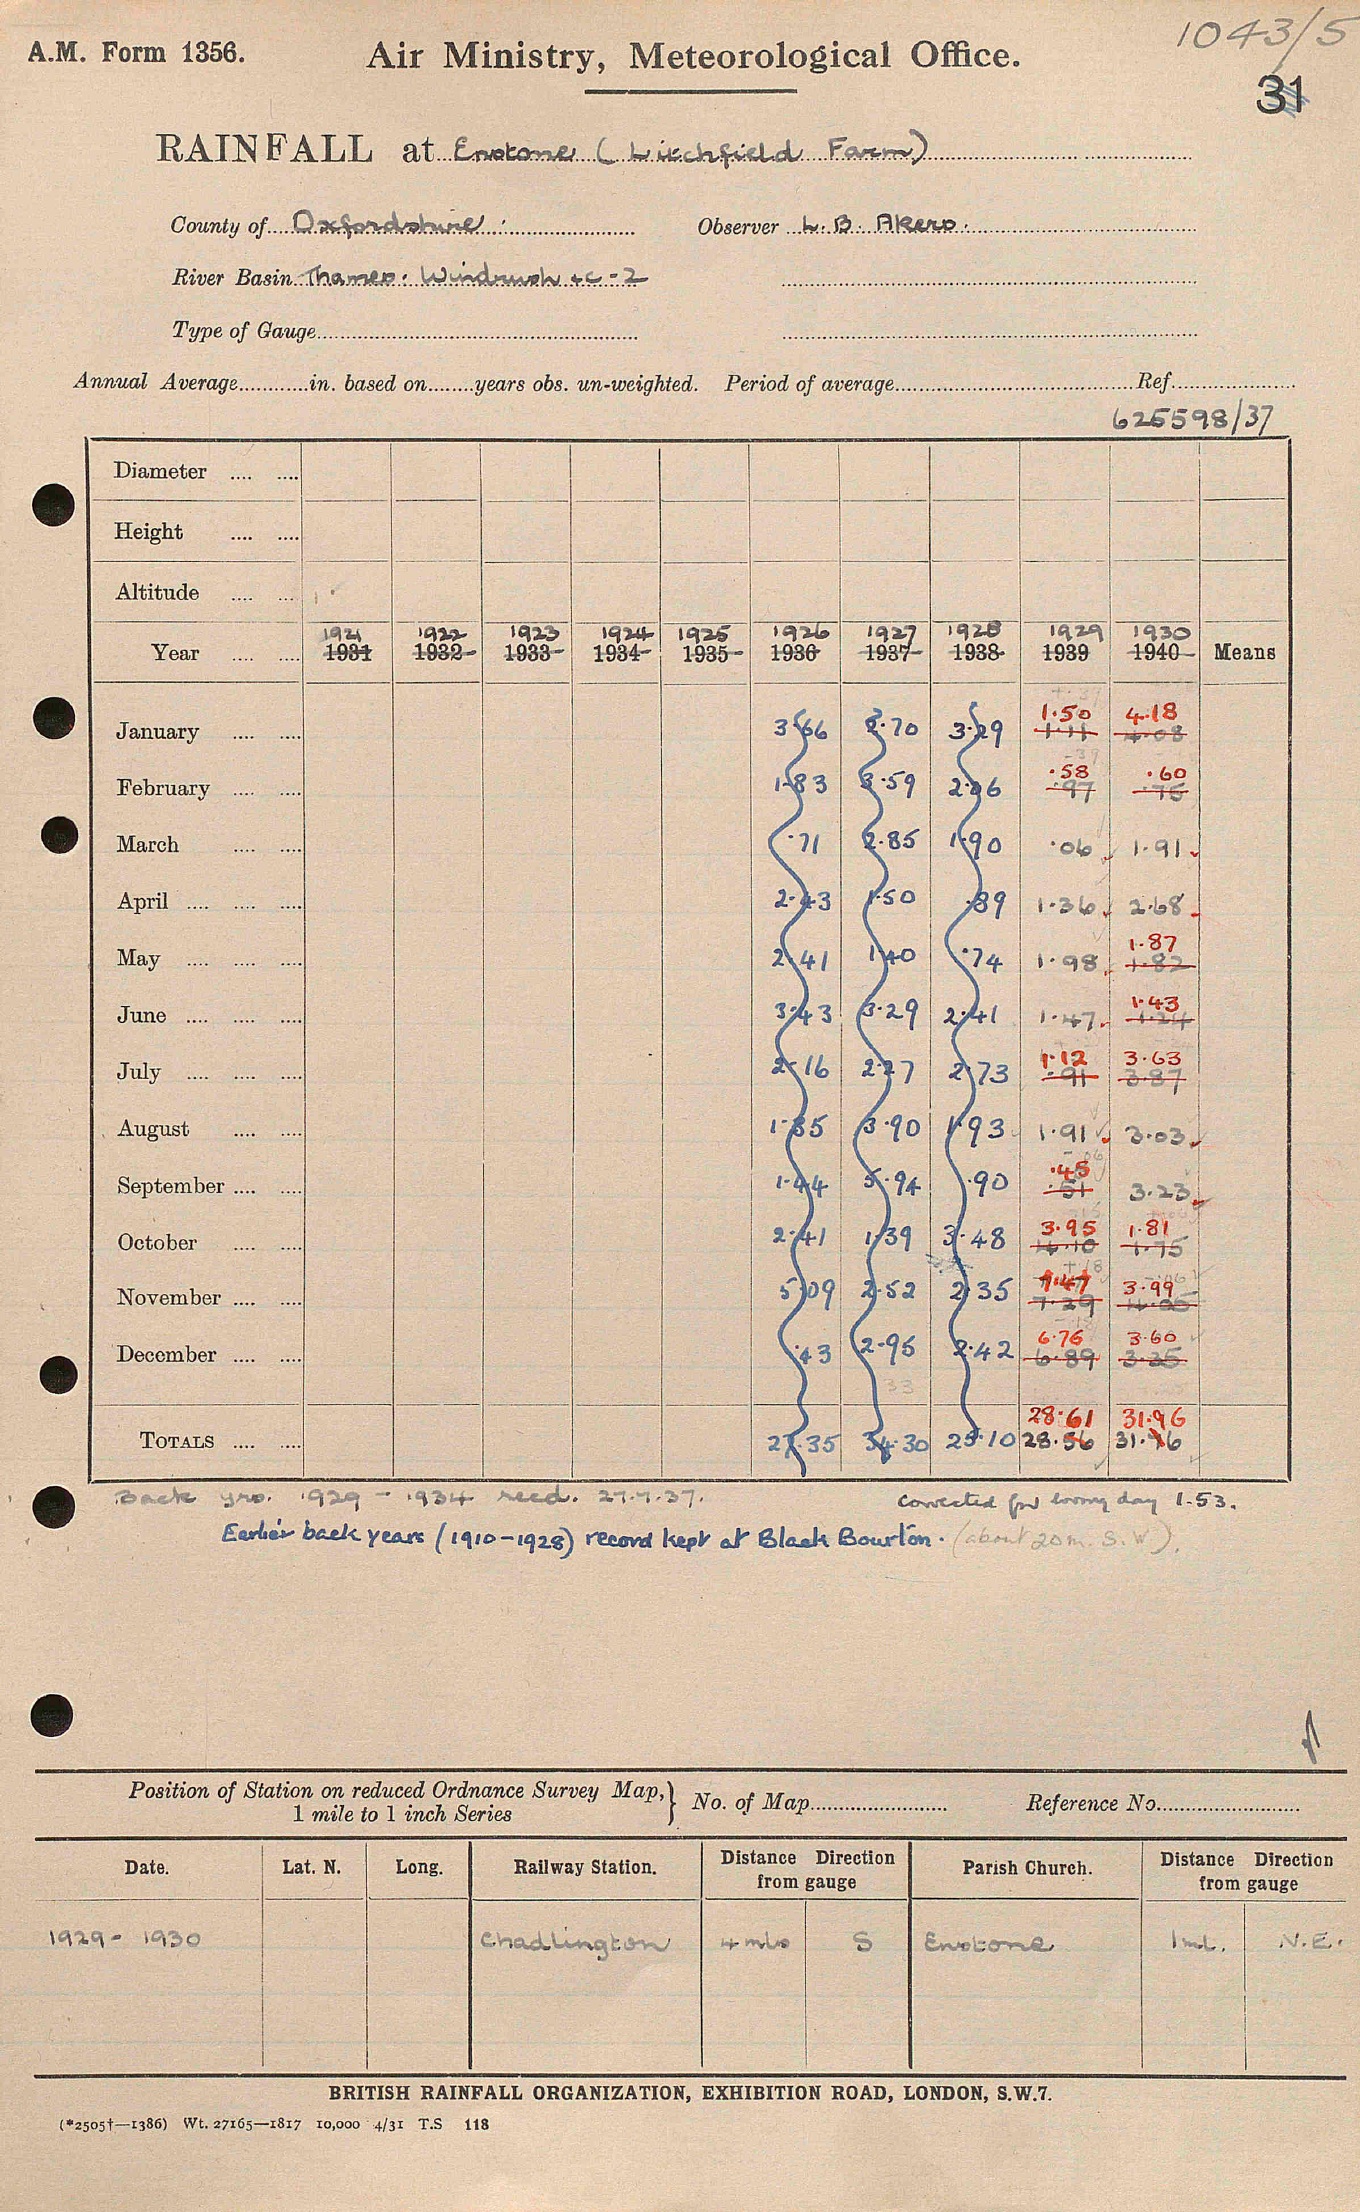 1043/5
A.M. Form 1356. Air Ministry, Meteorological Office.
31
RAINFALL at Enstone (Litchfield Farm)
County of Oxfordshire Observer L. B. Akers.
River Basin Thames. Windrush &c - 2
Type of Gauge
Annual Average in. based on years obs. un-weighted. Period of average Ref.
625598/37
Diameter
Height
Altitude
1921 1922 1923 1924 1925 1926 1927 1928 1929 1930
Year 1931 1932 1933 1934 1935 1936 1937 1938 1939 1940 Means
1.50 4.18
January 3.66 2.70 3.29 1.11 4.08
.58 .60
February 1.83 3.59 2.06 .97 .75
March .71 2.85 1.90 .06 1.91
April 2.43 1.50 .89 1.36 2.68
1.87
May 2.41 1.40 .74 1.98 1.82
1.43
June 3.43 3.29 2.41 1.47 1.24
1.12 3.63
July 2.16 2.27 2.73 .91 3.87
August 1.35 3.90 1.93 1.91 3.03
.45
September 1.44 5.94 .90 .51 3.23
3.95 1.81
October 2.41 1.39 3.48 4.10 1.75
7.47 3.99
November 5.09 2.52 2.35 7.29 4.05
6.76 3.60
December .43 2.95 2.42 6.89 3.35
28.61 31.96
TOTALS 27.35 34.30 25.10 28.56 31.76
Back yrs. 1929 - 1934 recd. 27.7.37. Corrected for wrong day 1.53.
Earlier back years (1910-1928) record kept at Black Bourton. (about 20m. S.W).
Position of Station on reduced Ordnance Survey Map, 1 mile to 1 inch Series No. of Map Reference No.
Date. Lat. N. Long. Railway Station. Distance Direction from gauge Parish Church. Distance Direction from gauge
1929 - 1930 Chadlington 4 mls S Enstone 1 ml. N.E.
BRITISH RAINFALL ORGANIZATION, EXHIBITION ROAD, LONDON, S.W.7.
(*2505†—1386) Wt. 27165—1817 10,000 4/31 T.S 118